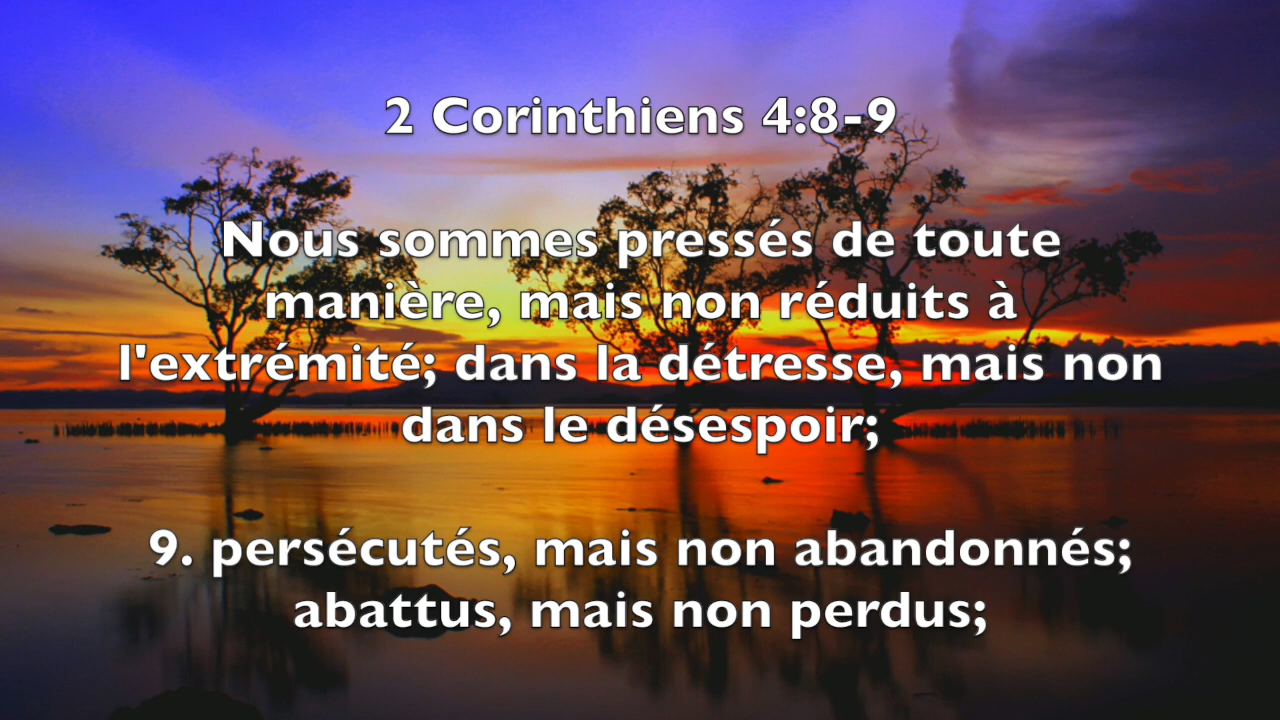 2 Corinthiens 4:8-9
Nous sommes pressés de toute
manière, mais non réduits à
l'extrémité; dans la détresse, mais non
dans le désespoir;
9. persécutés, mais non abandonnés;
abattus, mais non perdus;